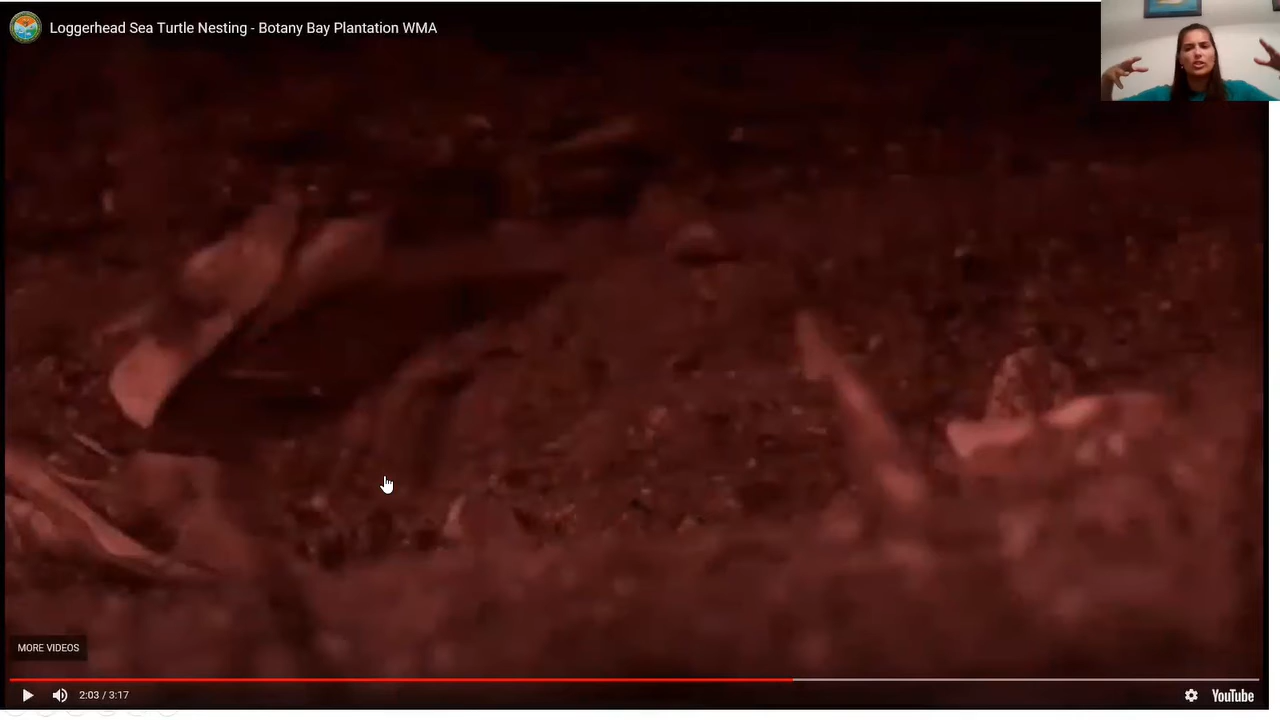 Loggerhead Sea Turtle Nesting - Botany Bay Plantation WMA
MORE VIDEOS
2:03 / 3:17
YouTube